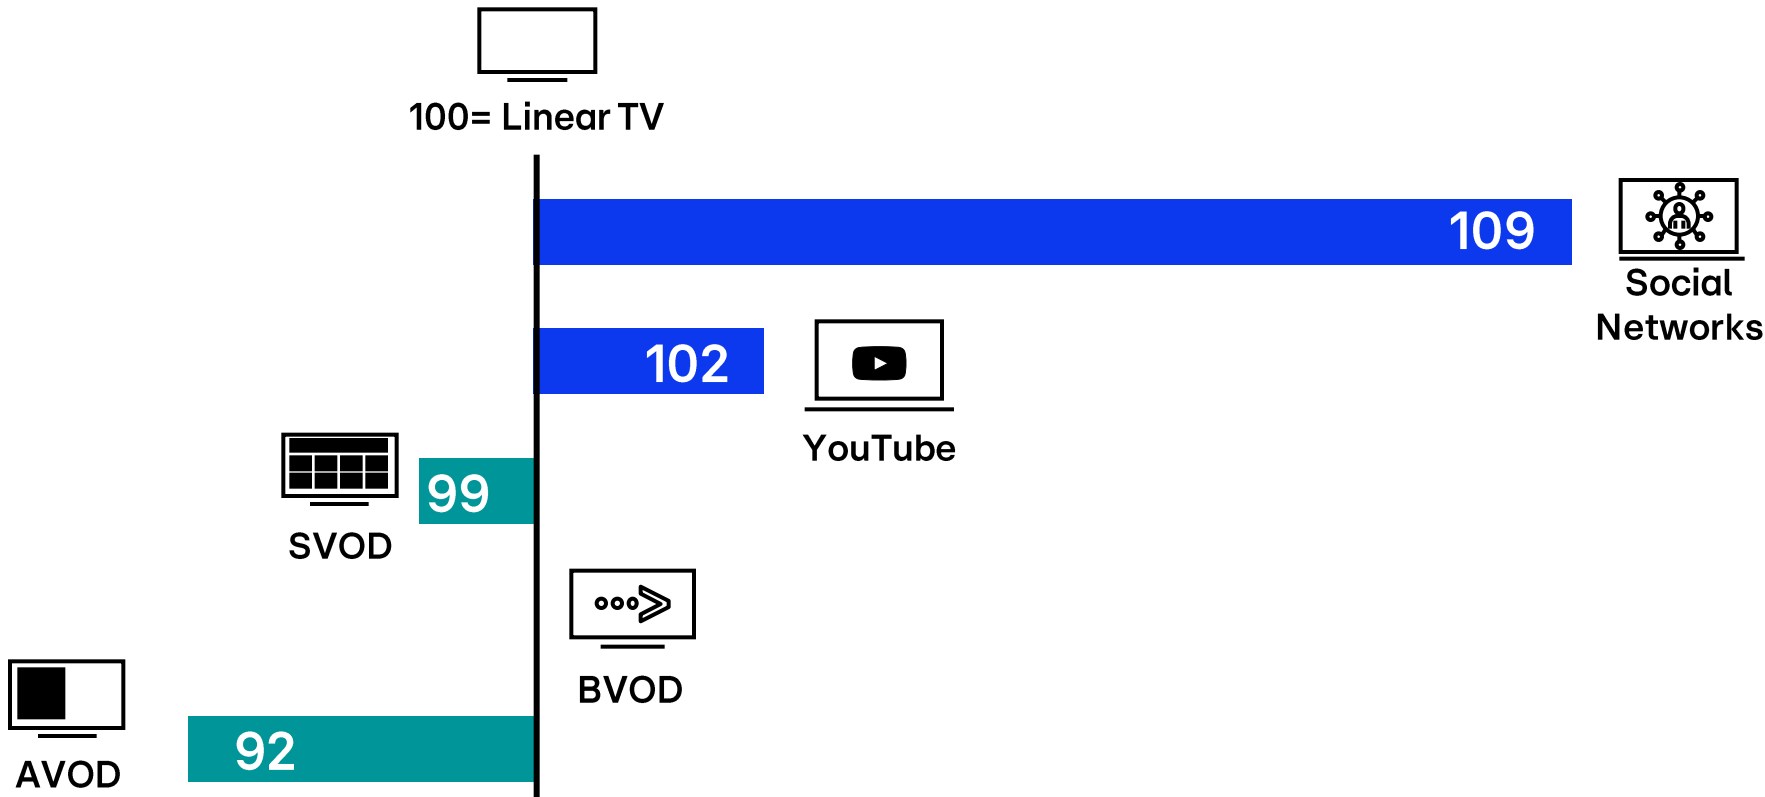 100= Linear TV
109
Social
Networks
102
YouTube
99
SVOD
BVOD
92
AVOD